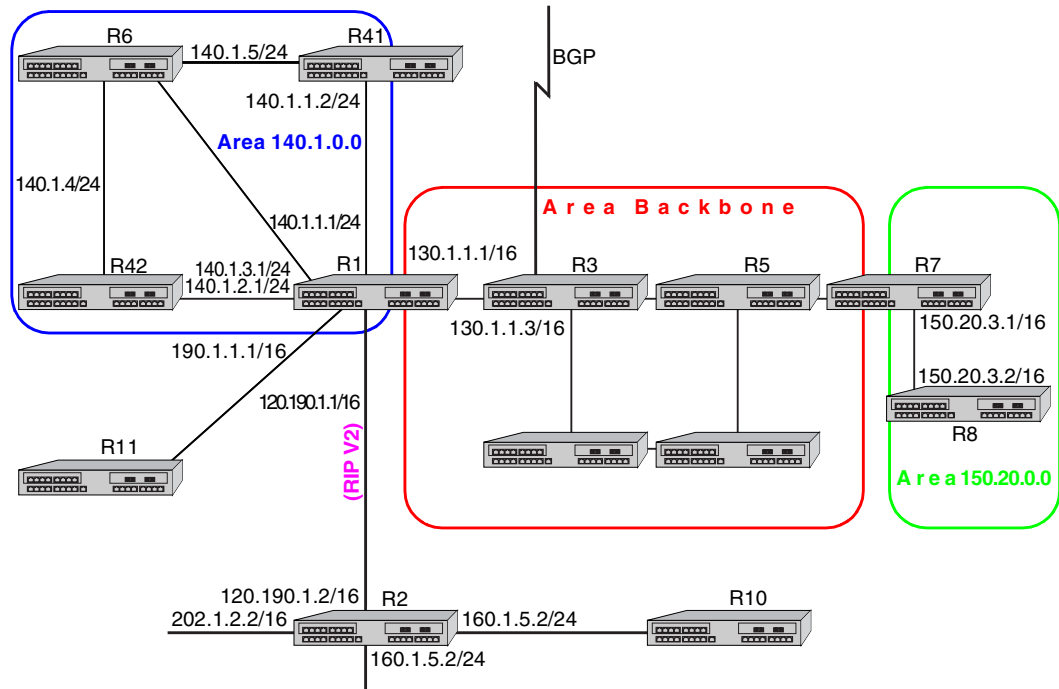 R6
R41
140.1.5/24
BGP
140.1.1.2/24
Area 140.1.0.0
140.1.4/24
Area Backbone
140.1.1.1/24
130.1.1.1/16
R42
140.1.3.1/24
140.1.2.1/24
R1
R3
R5
R7
190.1.1.1/16
130.1.1.3/16
150.20.3.1/16
120.190.1.1/16
150.20.3.2/16
R8
R11
(RIP V2)
Area 150.20.0.0
120.190.1.2/16
R2
R10
202.1.2.2/16
160.1.5.2/24
160.1.5.2/24